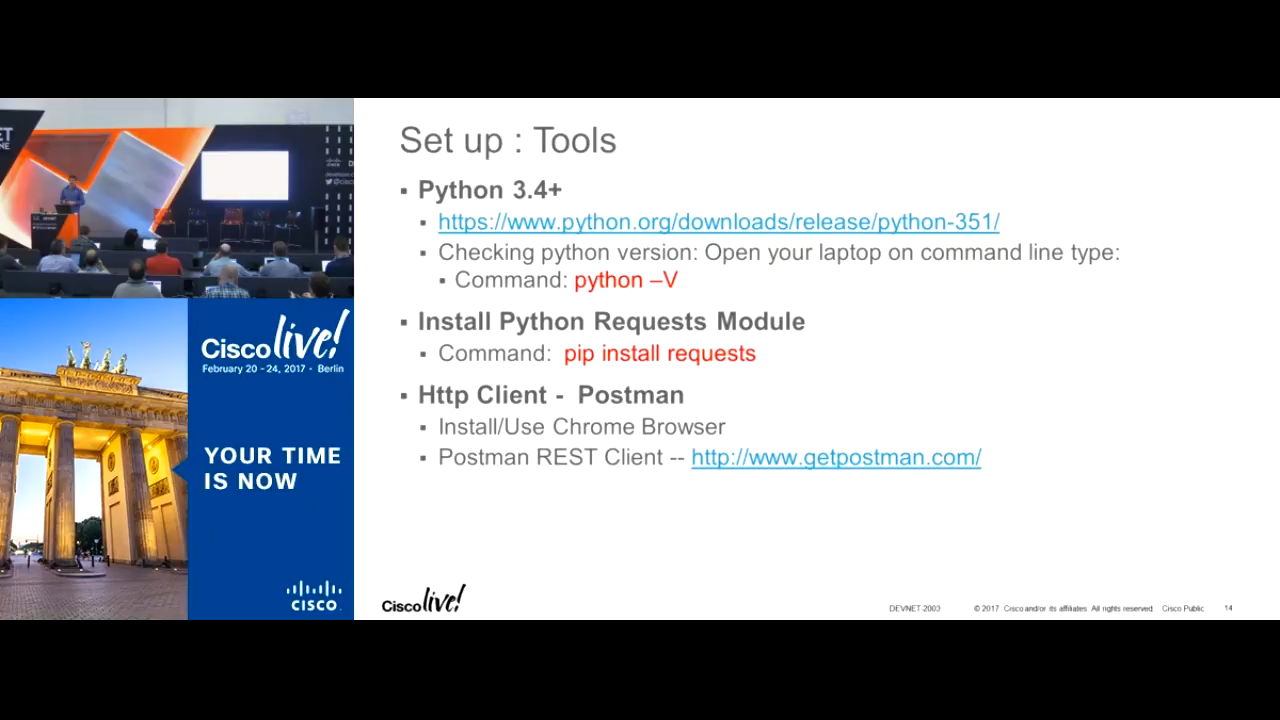 Cisco live!
February 20 - 24, 2017 • Berlin
YOUR TIME
IS NOW
CISCO
Set up : Tools
▪ Python 3.4+
▪ https://www.python.org/downloads/release/python-351/
▪ Checking python version: Open your laptop on command line type:
▪ Command: python –V
▪ Install Python Requests Module
▪ Command: pip install requests
▪ Http Client - Postman
▪ Install/Use Chrome Browser
▪ Postman REST Client -- http://www.getpostman.com/
Cisco live!
DEVNET-2003 © 2017 Cisco and/or its affiliates. All rights reserved. Cisco Public 14